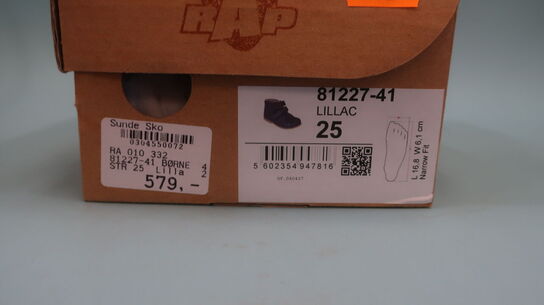 RAP
Sunde Sko
0304550072
RA 010 332
81227-41 BØRNE 4
STR 25 Lilla 2
579,-
81227-41
LILLAC
25
5 602354 947816
L 16,8 W 6,1 cm
Narrow Fit